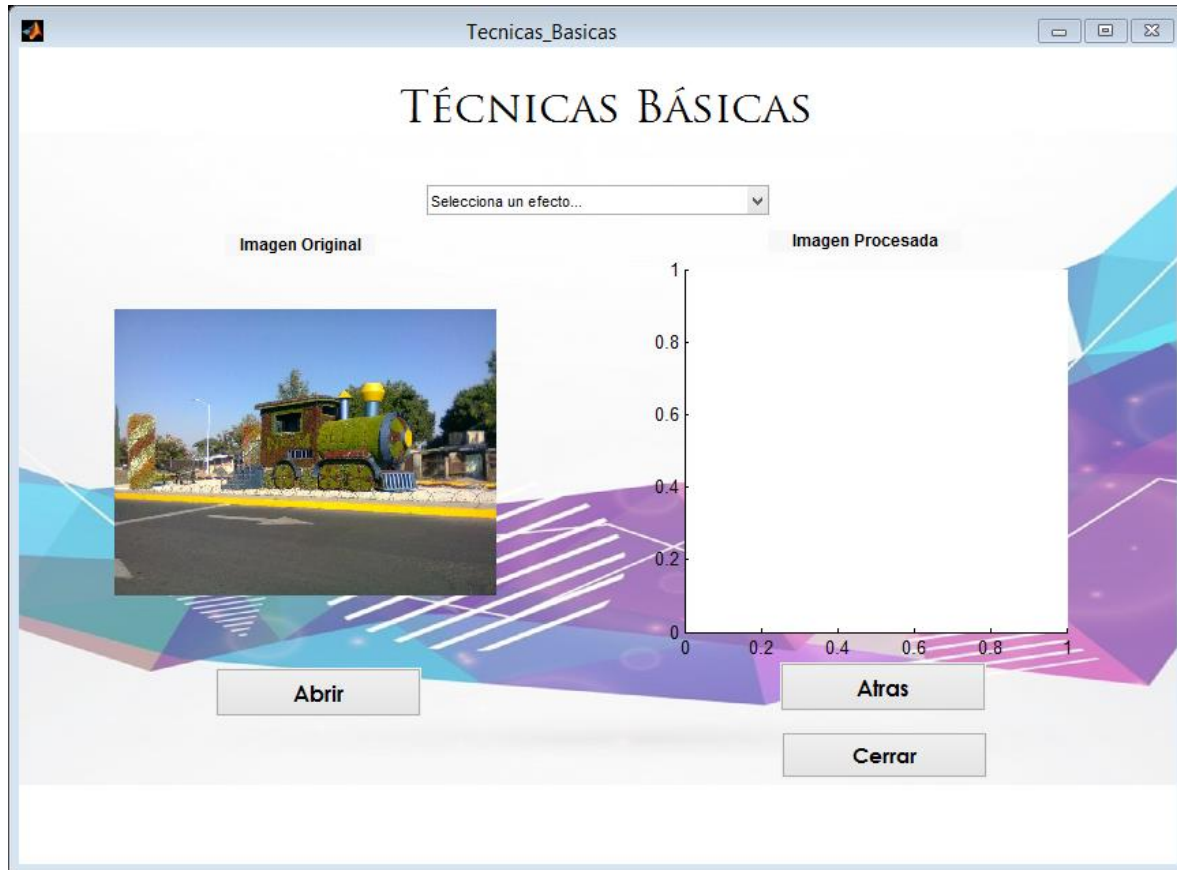 Tecnicas_Basicas
TÉCNICAS BÁSICAS
Selecciona un efecto...
Imagen Original
Imagen Procesada
1
0.8
0.6
0.4
0.2
0
0 0.2 0.4 0.6 0.8 1
Abrir
Atras
Cerrar